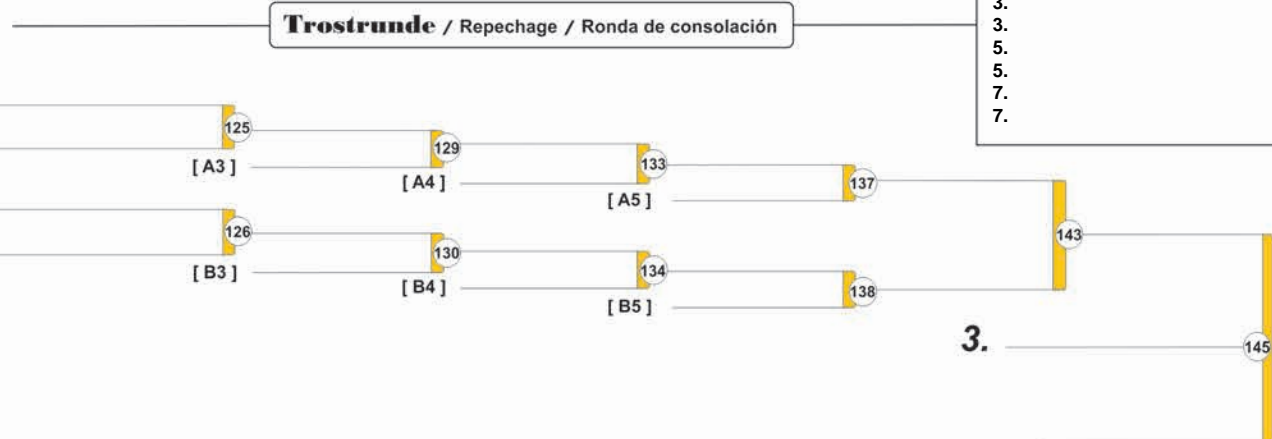 3.
Trostrunde / Repechage / Ronda de consolación
3.
5.
5.
7.
7.
125
129
133
[ A3 ]
137
[ A4 ]
[ A5 ]
126
143
130
[ B3 ]
134
[ B4 ]
138
[ B5 ]
3.
145